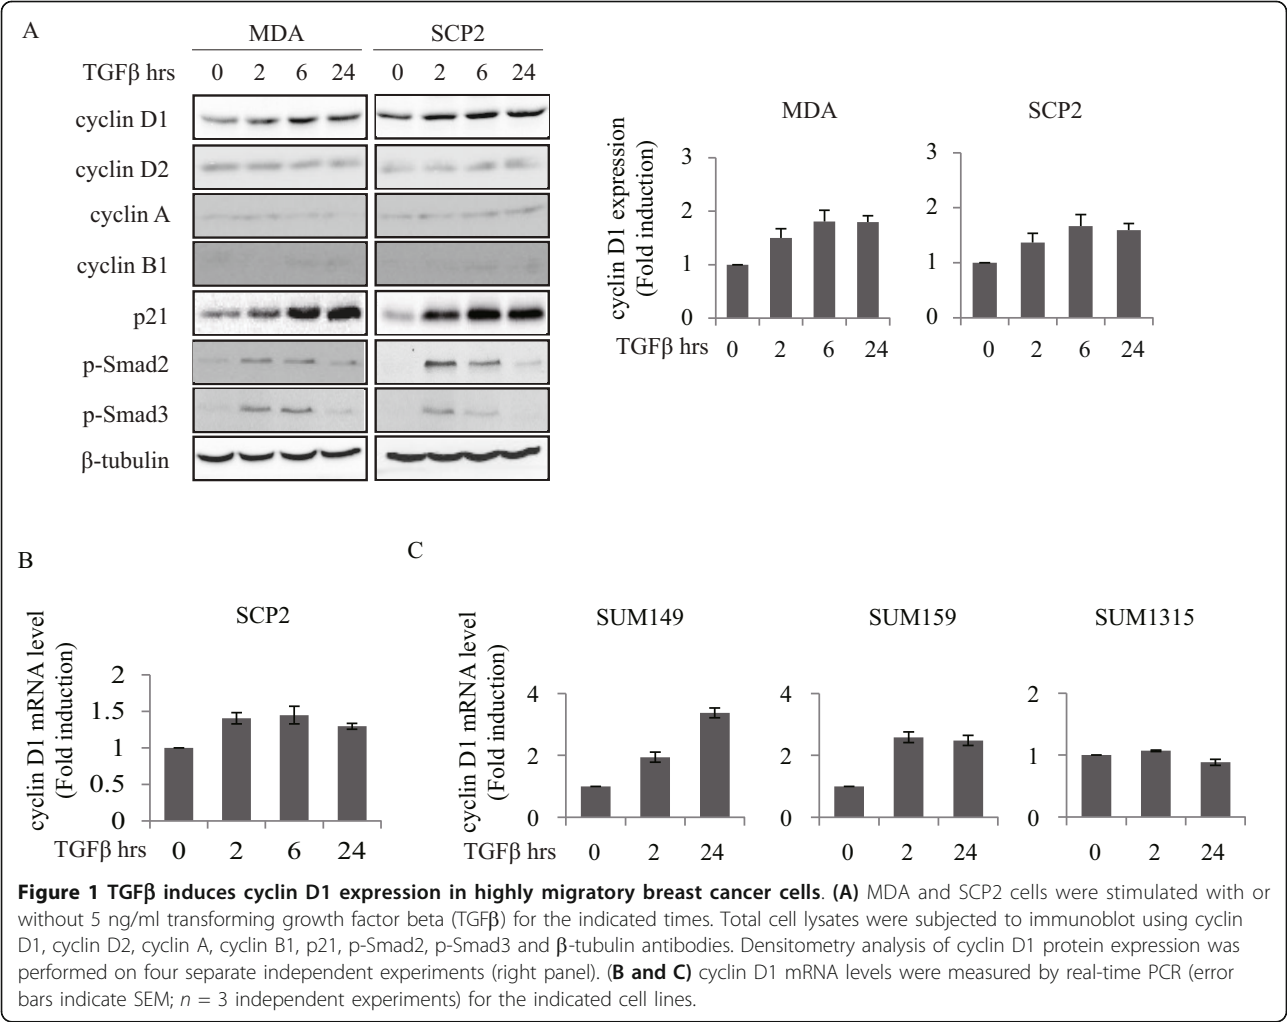 A
MDA
SCP2
TGFβ hrs 0 2 6 24 0 2 6 24
cyclin D1
cyclin D2
cyclin A
cyclin B1
p21
p-Smad2
p-Smad3
β-tubulin
MDA
cyclin D1 expression
(Fold induction)
3
2
1
0
TGFβ hrs 0 2 6 24
SCP2
3
2
1
0
0 2 6 24
B
SCP2
cyclin D1 mRNA level
(Fold induction)
2
1.5
1
0.5
0
TGFβ hrs 0 2 6 24
C
SUM149
cyclin D1 mRNA level
(Fold induction)
4
2
0
TGFβ hrs 0 2 24
SUM159
4
2
0
0 2 24
SUM1315
2
1
0
0 2 24
Figure 1 TGFβ induces cyclin D1 expression in highly migratory breast cancer cells. (A) MDA and SCP2 cells were stimulated with or
without 5 ng/ml transforming growth factor beta (TGFβ) for the indicated times. Total cell lysates were subjected to immunoblot using cyclin
D1, cyclin D2, cyclin A, cyclin B1, p21, p-Smad2, p-Smad3 and β-tubulin antibodies. Densitometry analysis of cyclin D1 protein expression was
performed on four separate independent experiments (right panel). (B and C) cyclin D1 mRNA levels were measured by real-time PCR (error
bars indicate SEM; n = 3 independent experiments) for the indicated cell lines.